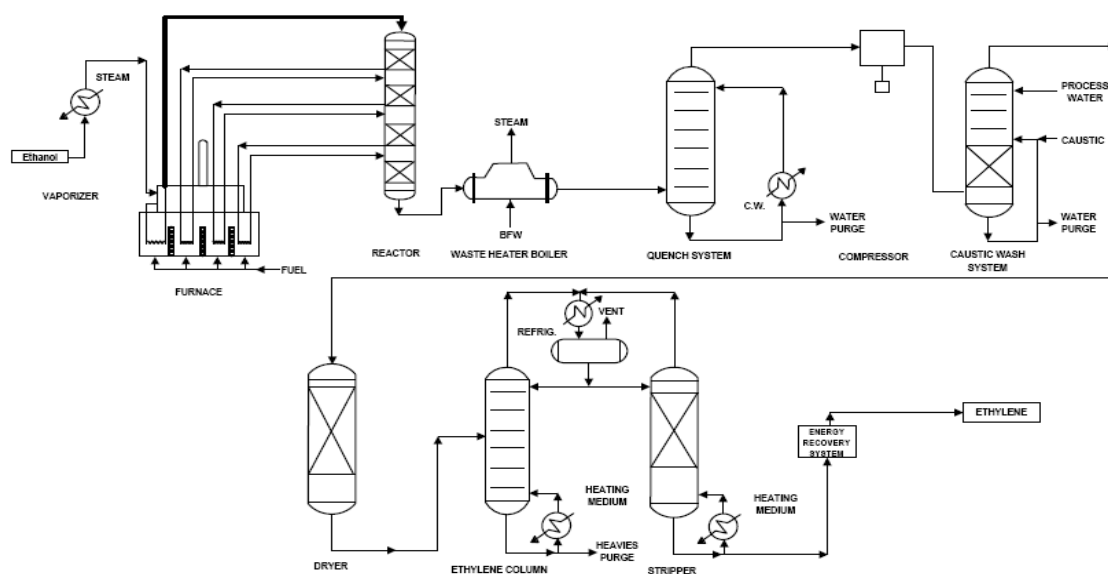 STEAM
Ethanol
VAPORIZER
FUEL
FURNACE
REACTOR
STEAM
BFW
WASTE HEATER BOILER
C.W.
WATER
PURGE
QUENCH SYSTEM
COMPRESSOR
PROCESS
WATER
CAUSTIC
WATER
PURGE
CAUSTIC WASH
SYSTEM
REFRIG.
VENT
DRYER
HEATING
MEDIUM
HEAVIES
PURGE
ETHYLENE COLUMN
HEATING
MEDIUM
STRIPPER
ENERGY
RECOVERY
SYSTEM
ETHYLENE